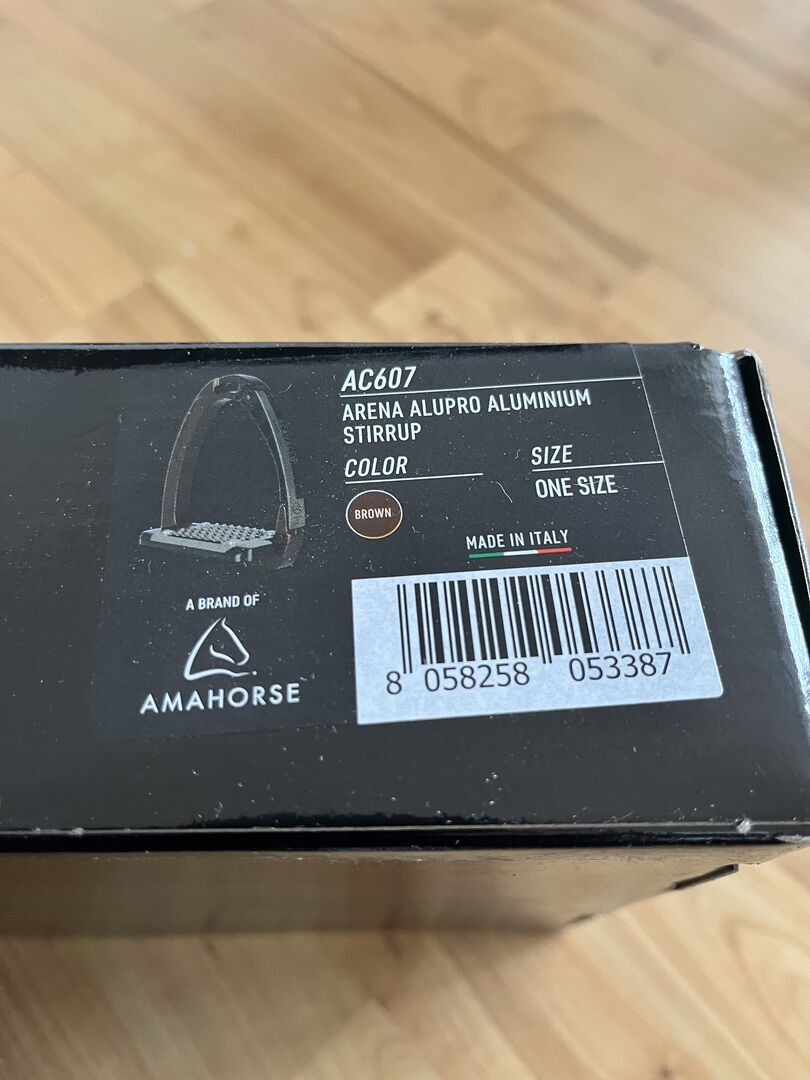 AC607
ARENA ALUPRO ALUMINIUM
STIRRUP
COLOR
SIZE
BROWN
ONE SIZE
MADE IN ITALY
A BRAND OF
AMAHORSE
8 058258 053387